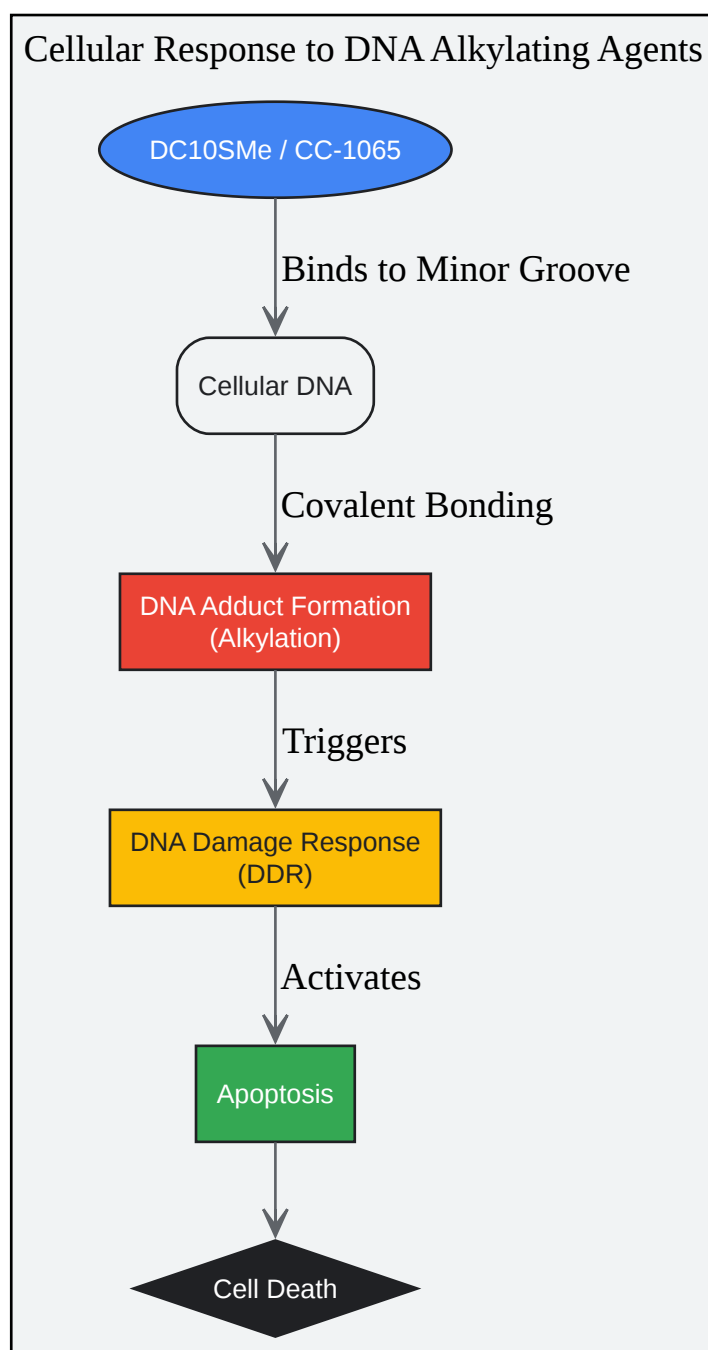 Cellular Response to DNA Alkylating Agents
DC10SMe / CC-1065
Binds to Minor Groove
Cellular DNA
Covalent Bonding
DNA Adduct Formation
(Alkylation)
Triggers
DNA Damage Response
(DDR)
Activates
Apoptosis
Cell Death